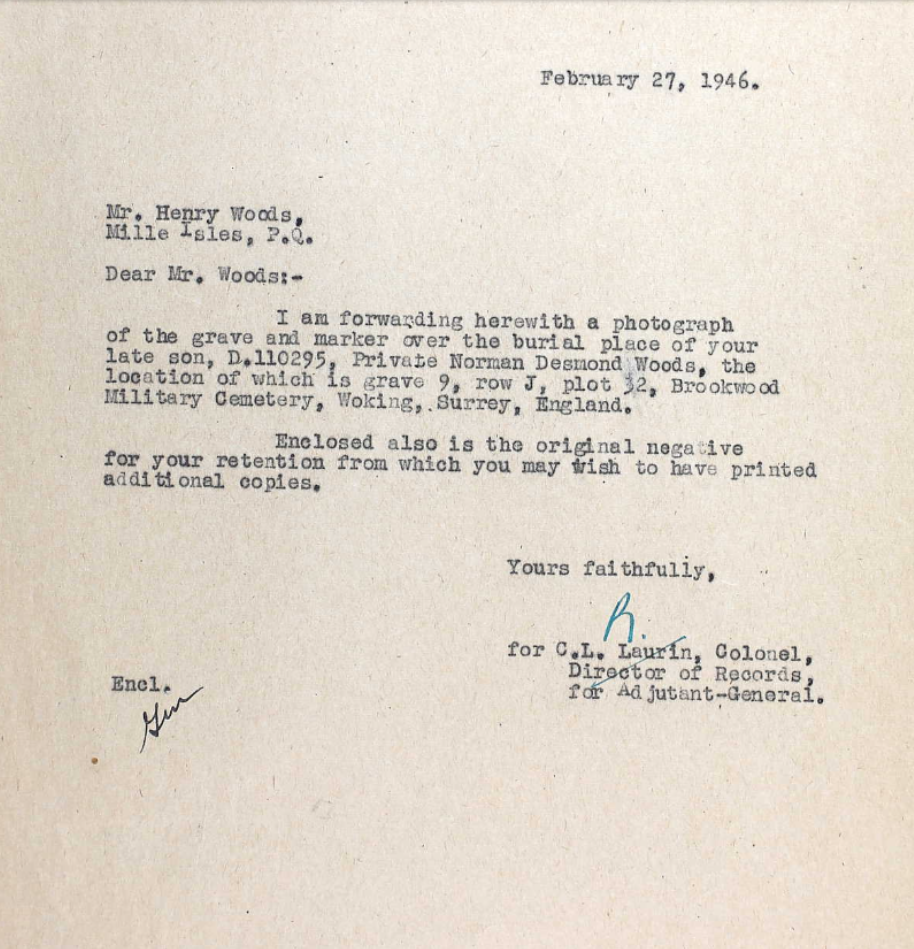 February 27, 1946.
Mr. Henry Woods,
Mille Isles, P.Q.
Dear Mr. Woods:-
I am forwarding herewith a photograph
of the grave and marker over the burial place of your
late son, D.110295, Private Norman Desmond Woods, the
location of which is grave 9, row J, plot 32, Brookwood
Military Cemetery, Woking, Surrey, England.
Enclosed also is the original negative
for your retention from which you may wish to have printed
additional copies.
Yours faithfully,
for C.L. Laurin, Colonel,
Director of Records,
for Adjutant-General.
Encl.